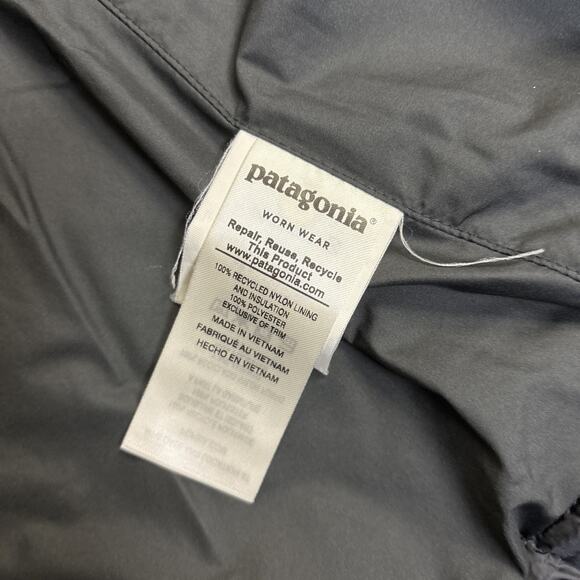 patagonia®
WORN WEAR
Repair, Reuse, Recycle
This Product
www.patagonia.com
100% RECYCLED NYLON LINING
AND INSULATION
100% POLYESTER
EXCLUSIVE OF TRIM
MADE IN VIETNAM
FABRIQUÉ AU VIETNAM
HECHO EN VIETNAM